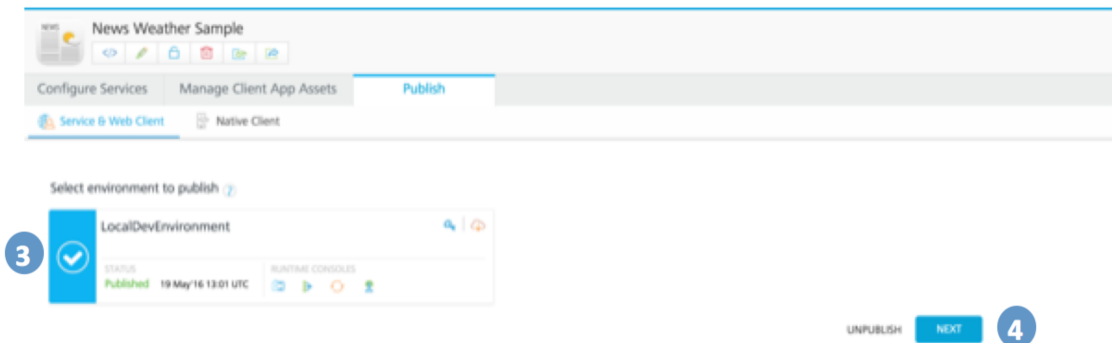 NEWS
News Weather Sample
Configure Services Manage Client App Assets Publish
Service & Web Client Native Client
Select environment to publish ?
LocalDevEnvironment
3
STATUS RUNTIME CONSOLES
Published 19 May'16 13:01 UTC
UNPUBLISH NEXT 4